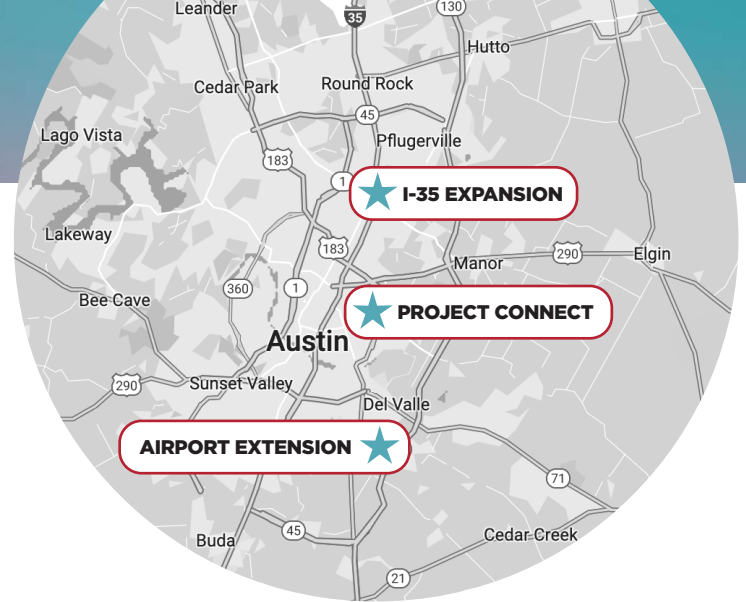 Leander
35
130
Hutto
Cedar Park
Round Rock
45
Lago Vista
Pflugerville
183
1
I-35 EXPANSION
Lakeway
183
290
Elgin
Manor
360
1
Bee Cave
PROJECT CONNECT
Austin
290
Sunset Valley
Del Valle
AIRPORT EXTENSION
71
45
Buda
Cedar Creek
21